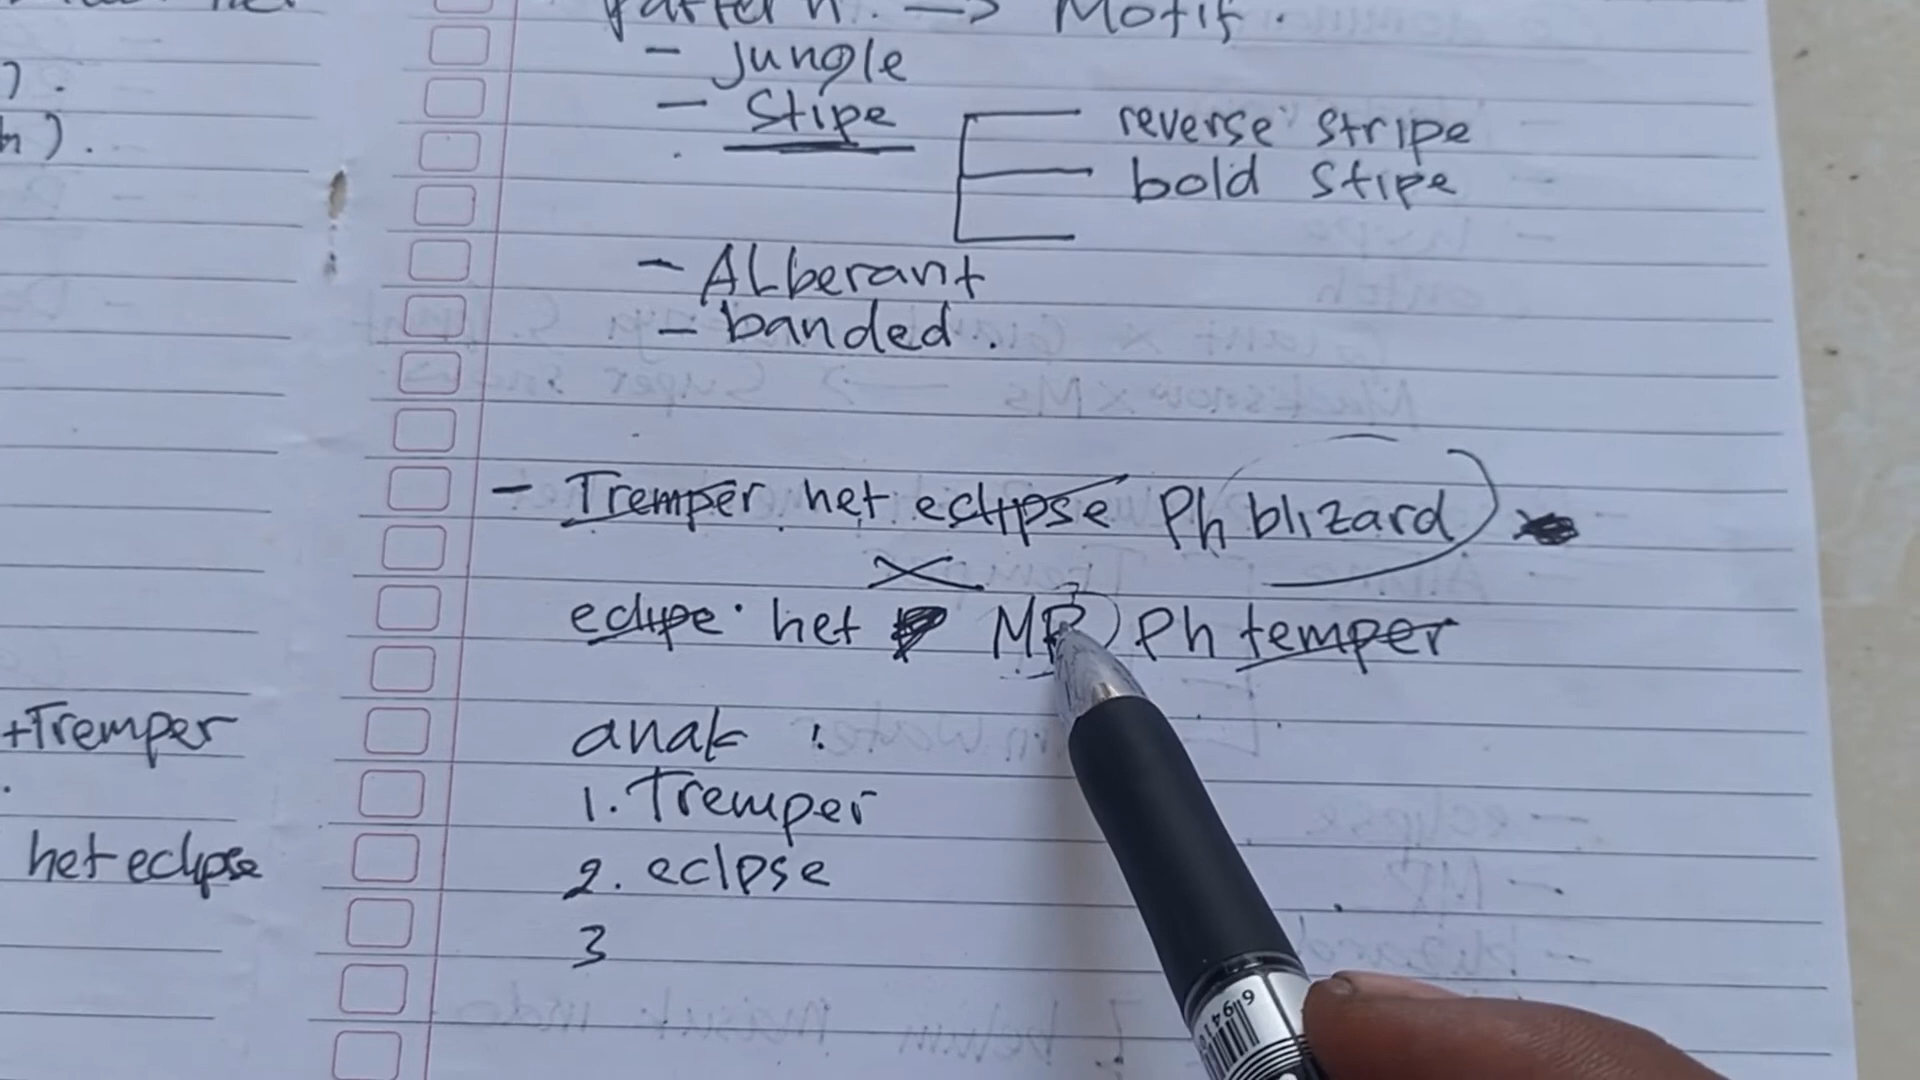 Pattern. -> Motif.
- Jungle
- Stipe
reverse stripe
bold stipe
- ALberant
- banded.
- Tremper het eclipse Ph blizard
X
eclipe. het MP Ph temper
anak :
1. Tremper
2. eclpse
3
).
h).
+Tremper
.
het eclipse